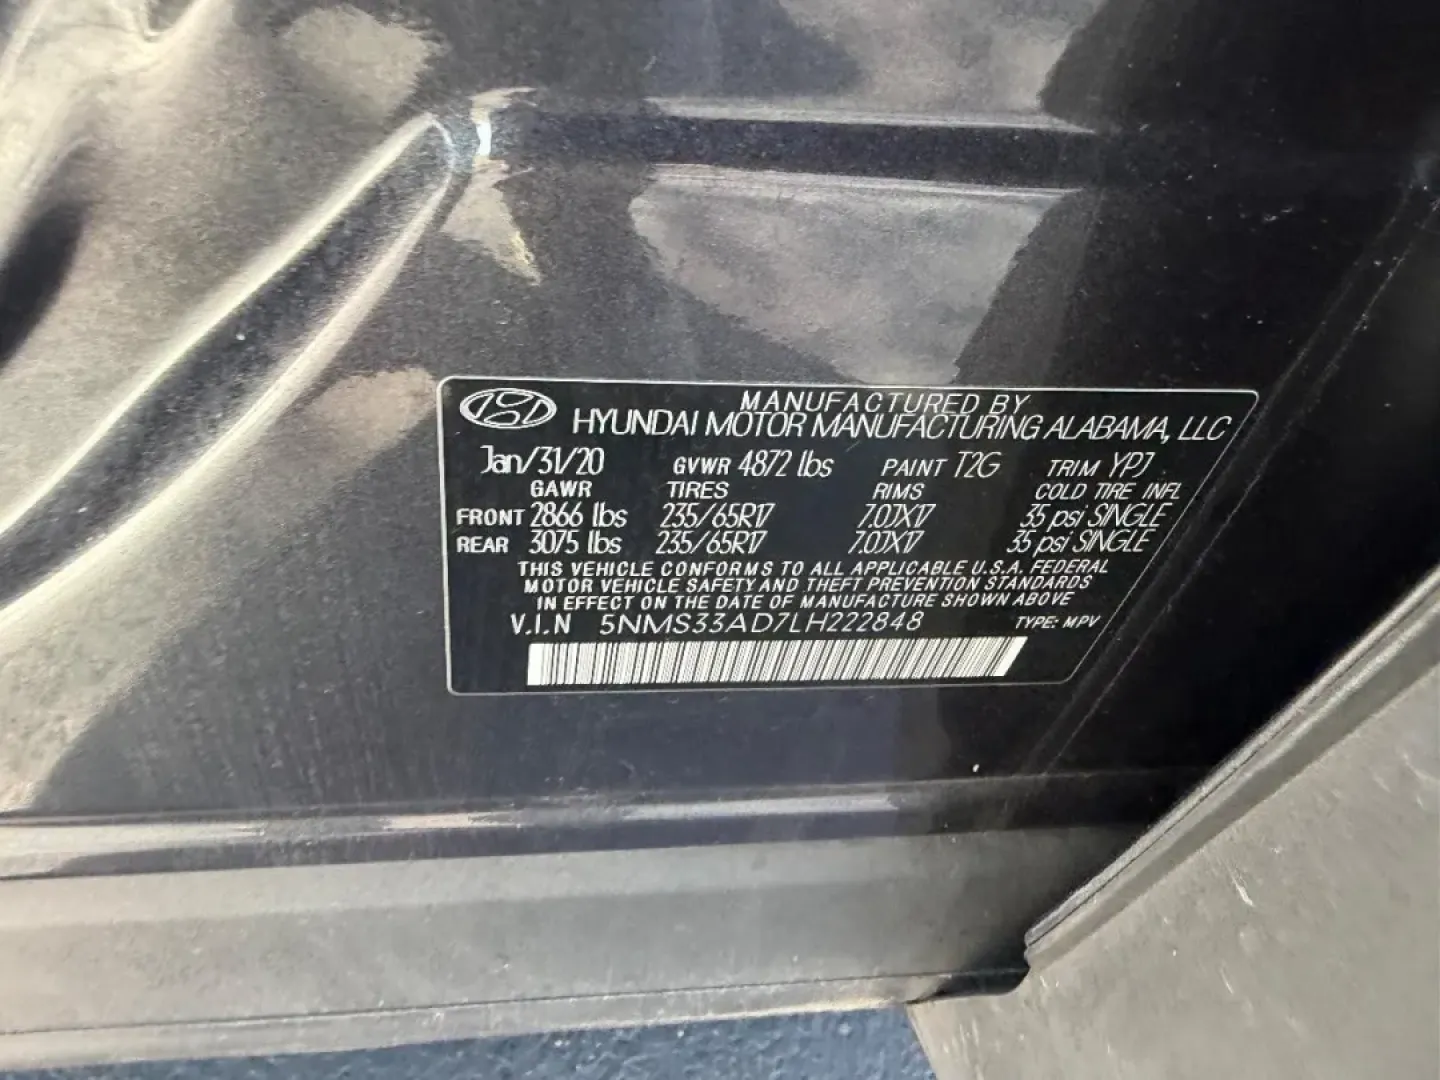 MANUFACTURED BY
HYUNDAI MOTOR MANUFACTURING ALABAMA, LLC
Jan/31/20 GVWR 4872 lbs PAINT T2G TRIM YPJ
GAWR TIRES RIMS COLD TIRE INFL
FRONT 2866 lbs 235/65R17 7.0JX17 35 psi SINGLE
REAR 3075 lbs 235/65R17 7.0JX17 35 psi SINGLE
THIS VEHICLE CONFORMS TO ALL APPLICABLE U.S.A. FEDERAL
MOTOR VEHICLE SAFETY AND THEFT PREVENTION STANDARDS
IN EFFECT ON THE DATE OF MANUFACTURE SHOWN ABOVE
V.I.N 5NMS33AD7LH222848 TYPE: MPV